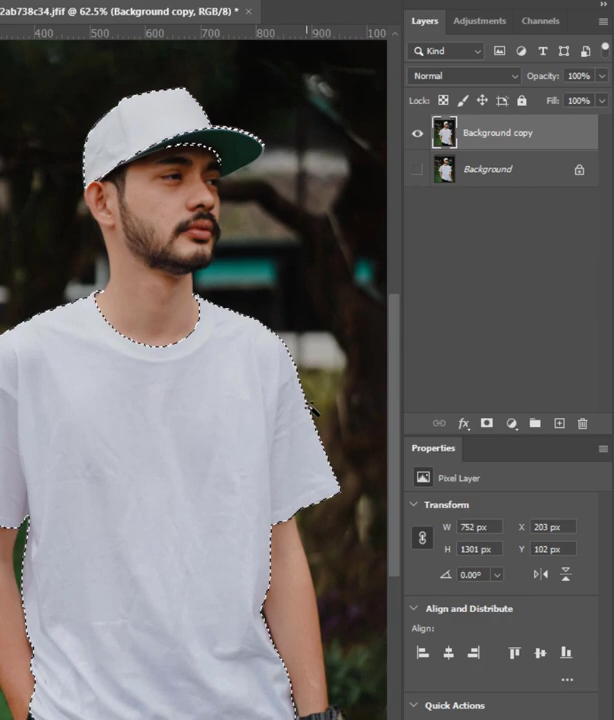 2ab738c34.jfif @ 62.5% (Background copy, RGB/8) * ×
400 500 600 700 800 900 100
Layers Adjustments Channels
Kind
Normal Opacity: 100%
Lock: Fill: 100%
Background copy
Background
fx
Properties
Pixel Layer
Transform
W 752 px X 203 px
H 1301 px Y 102 px
0.00°
Align and Distribute
Align:
Quick Actions